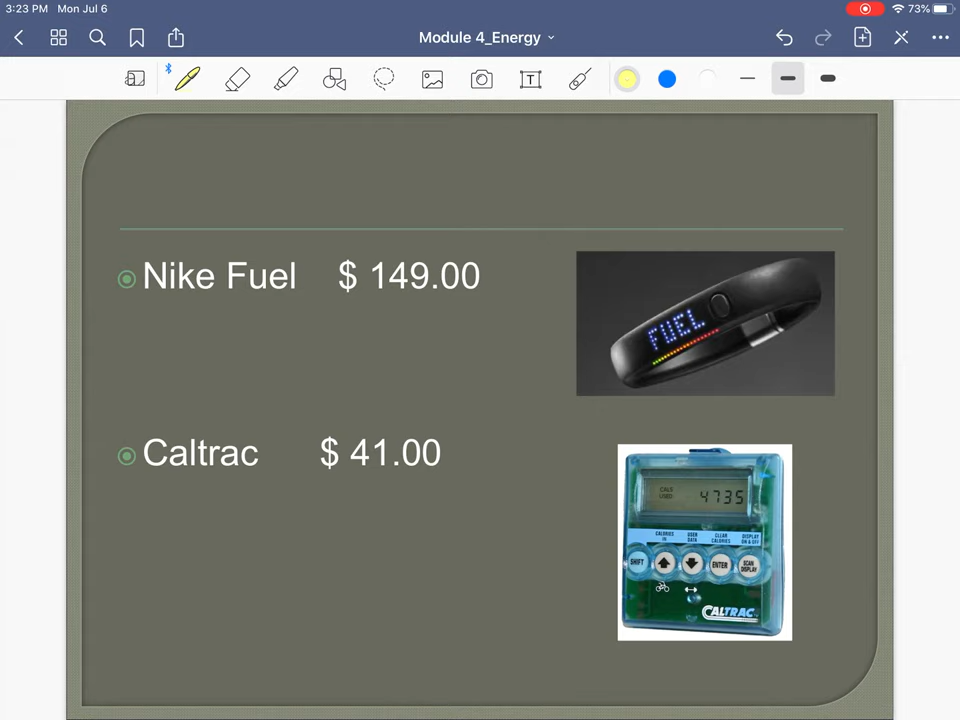 3:23 PM Mon Jul 6
73%
Module 4_Energy
T
Nike Fuel $ 149.00
FUEL
Caltrac $ 41.00
CALS
USED
4735
CALORIES
IN
USER
DATA
CLEAR
CALORIES
DISPLAY
ON & OFF
SHIFT
ENTER
SCAN
DISPLAY
CALTRAC